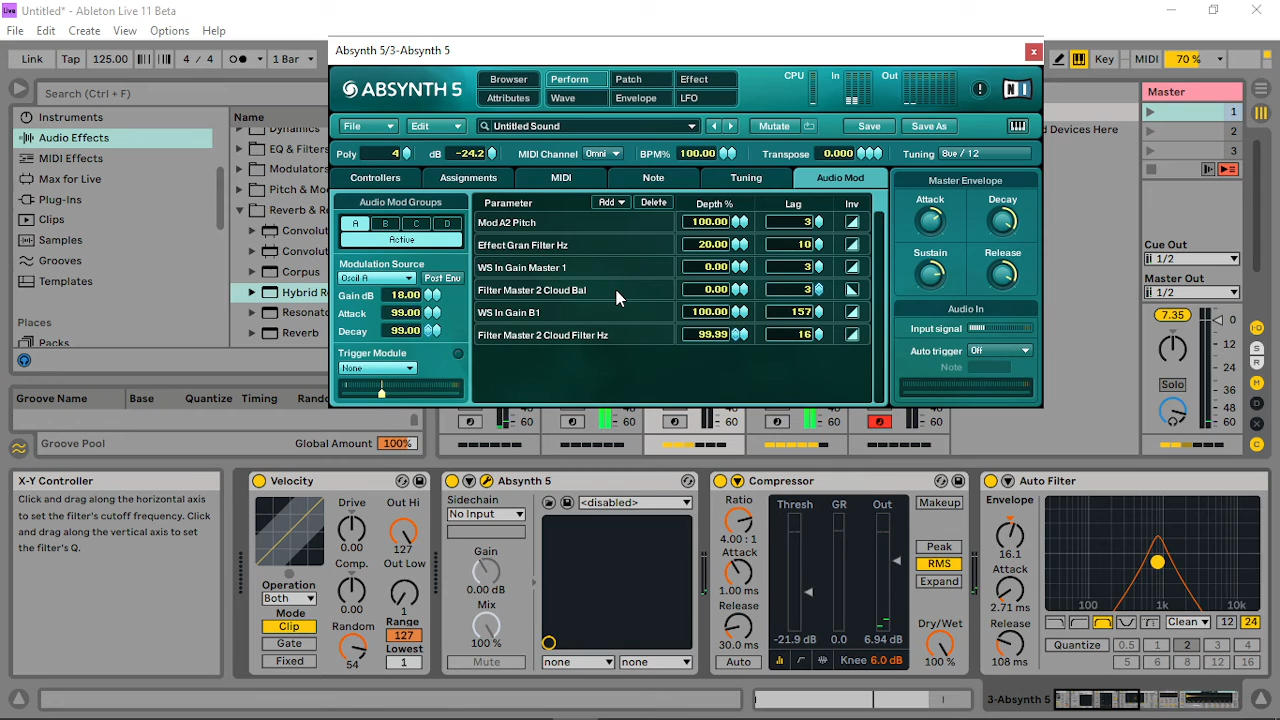 Live Untitled* - Ableton Live 11 Beta
File Edit Create View Options Help
Link Tap 125.00 4 / 4 1 Bar
Key MIDI 70 %
Search (Ctrl + F)
Instruments
Audio Effects
MIDI Effects
Max for Live
Plug-Ins
Clips
Samples
Grooves
Templates
Places
Packs
Name
Dynamics
EQ & Filters
Modulators
Pitch & Mod
Reverb & R
Convolut
Convolut
Corpus
Hybrid Re
Resonat
Reverb
Groove Name Base Quantize Timing Rand
Groove Pool Global Amount 100%
Absynth 5/3-Absynth 5 x
ABSYNTH 5
Browser Perform Patch Effect
Attributes Wave Envelope LFO
CPU In Out
File Edit Untitled Sound Mutate Save Save As
Poly 4 dB -24.2 MIDI Channel Omni BPM% 100.00 Transpose 0.000 Tuning 8ve / 12
Controllers Assignments MIDI Note Tuning Audio Mod
Audio Mod Groups
A B C D
Active
Modulation Source
Oscil A Post Env
Gain dB 18.00
Attack 99.00
Decay 99.00
Trigger Module
None
Parameter Add Delete Depth % Lag Inv
Mod A2 Pitch 100.00 3
Effect Gran Filter Hz 20.00 10
WS In Gain Master 1 0.00 3
Filter Master 2 Cloud Bal 0.00 3
WS In Gain B1 100.00 157
Filter Master 2 Cloud Filter Hz 99.99 16
Master Envelope
Attack Decay
Sustain Release
Audio In
Input signal
Auto trigger Off
Note
d Devices Here
Master
1
2
3
Cue Out
1/2
Master Out
1/2
7.35 0
12
24
36
48
60
Solo
I-O
S
R
M
D
X
C
60 60 60 60 60
X-Y Controller
Click and drag along the horizontal axis
to set the filter's cutoff frequency. Click
and drag along the vertical axis to set
the filter's Q.
Velocity
Drive Out Hi
0.00 127
Comp. Out Low
0.00 1
Operation
Both
Mode
Clip
Gate
Fixed
Random
54
Range
127
Lowest
1
Absynth 5
Sidechain
No Input
Gain
0.00 dB
Mix
100 %
Mute
<disabled>
none none
Compressor
Ratio
4.00 : 1
Attack
1.00 ms
Release
30.0 ms
Auto
Thresh GR Out
-21.9 dB 0.0 6.94 dB
Knee 6.0 dB
Makeup
Peak
RMS
Expand
Dry/Wet
100 %
Auto Filter
Envelope
16.1
Attack
2.71 ms
Release
108 ms
100 1k 10k
Clean 12 24
Quantize 0.5 1 2 3 4
5 6 8 12 16
3-Absynth 5